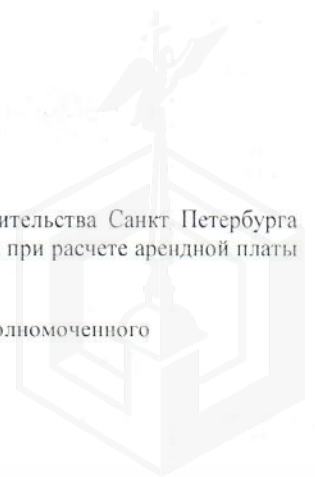 ительства Санкт Петербурга
при расчете арендной платы
олномоченного